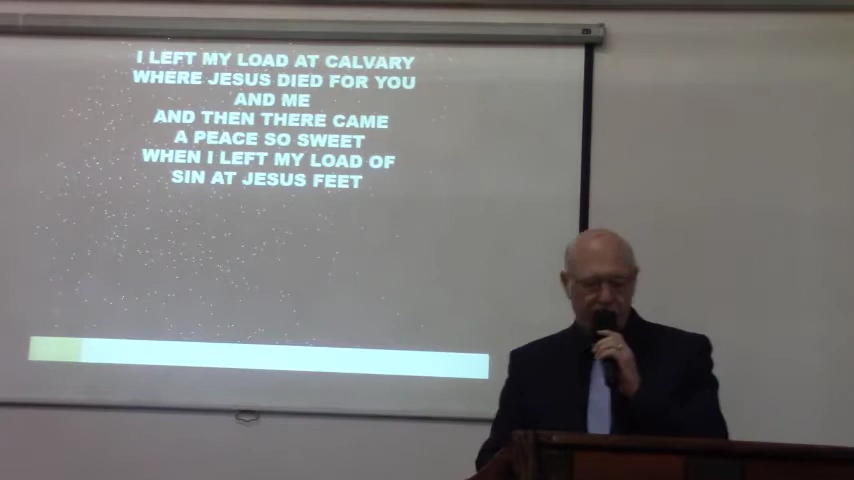 I LEFT MY LOAD AT CALVARY
WHERE JESUS DIED FOR YOU
AND ME
AND THEN THERE CAME
A PEACE SO SWEET
WHEN I LEFT MY LOAD OF
SIN AT JESUS FEET